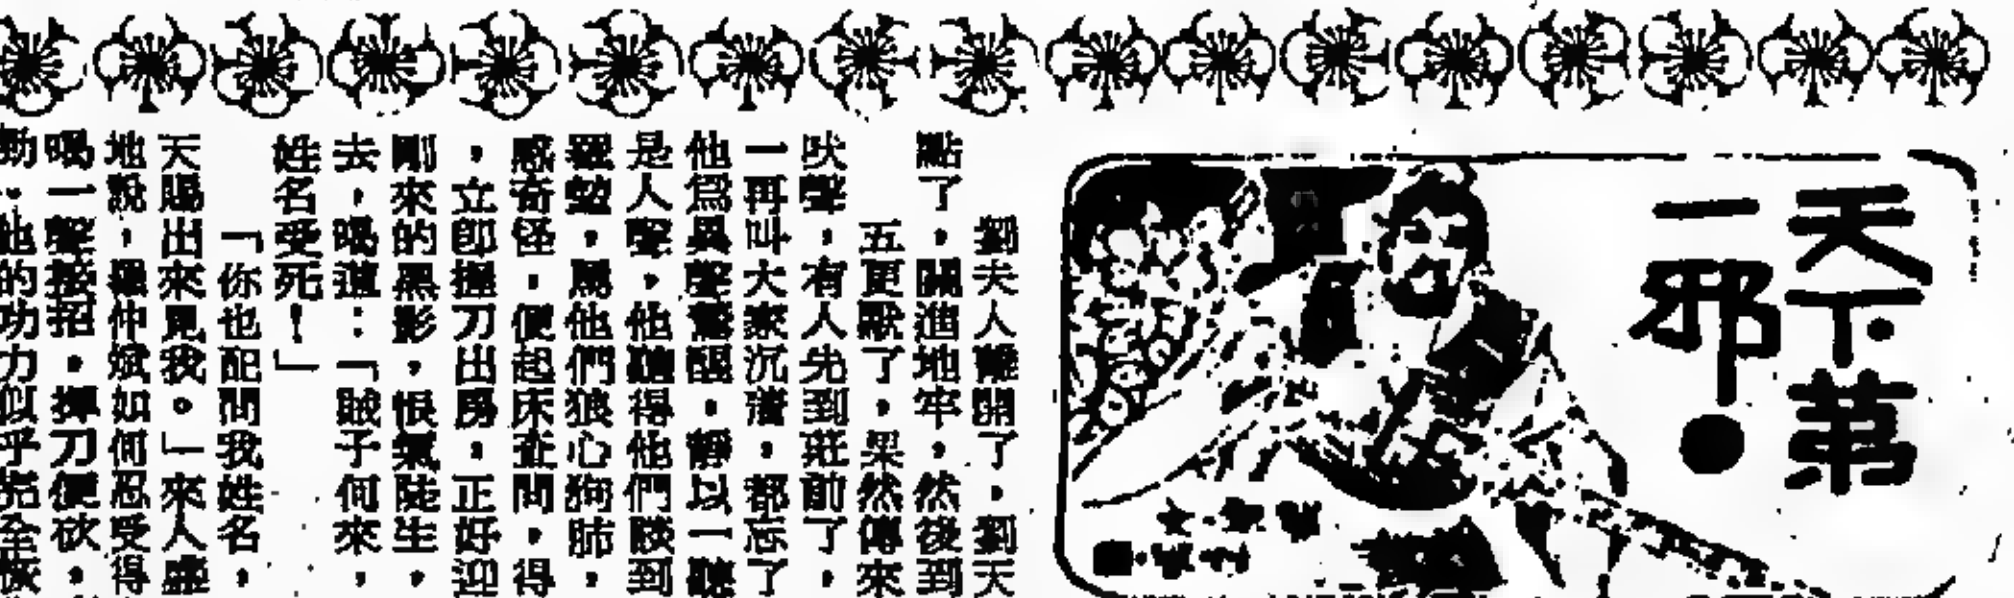 天下第
一邪
劉夫人離開了，劉天
點了，關進地牢，然後到
五更歇了，果然傳來
吠聲，有人先到莊前了，
一再叫大家沉着，都忘了
他爲異聲驚醒，靜以一聽
是人聲，他聽得他們談到
，罵他們狼心狗肺，
感奇怪，便起床查問，得
，立卽握刀出房，正好迎
剛來的黑影，恨氣陡生，
去，喝道：「賊子何來，
姓名受死！」
「你也配問我姓名，
天賜出來見我。」來人
地說，羅仲斌如何忍受得
喝一聲接招，揮刀便砍，
，他的功力似乎完全恢